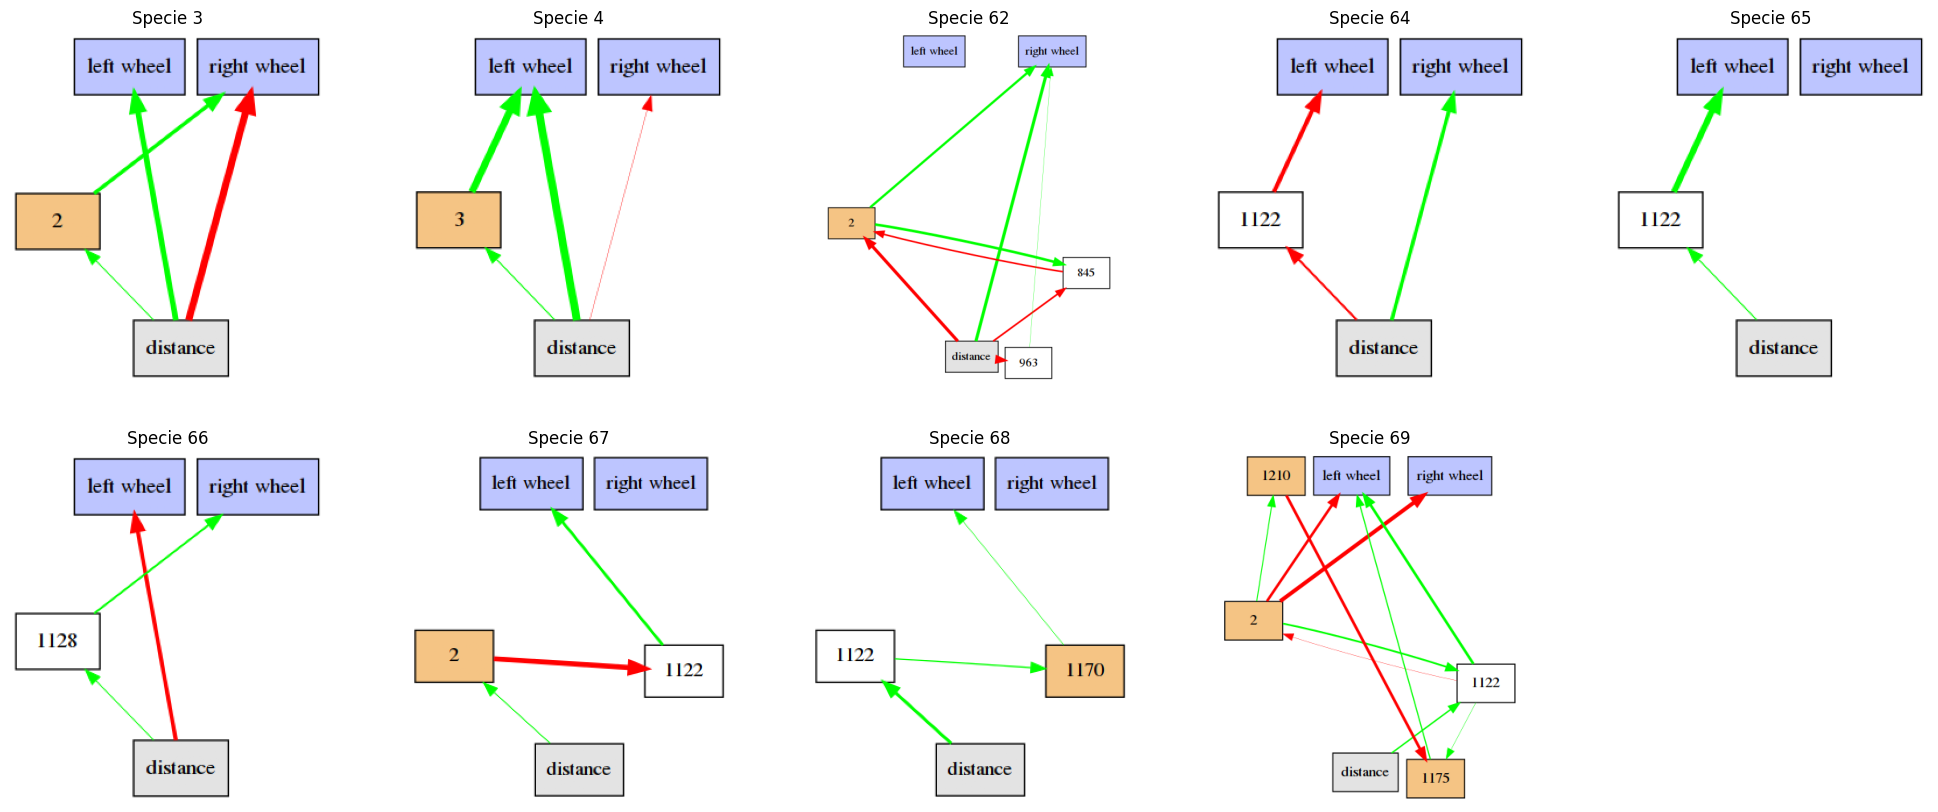 Specie 3
left wheel
right wheel
2
distance
Specie 4
left wheel
right wheel
3
distance
Specie 62
left wheel
right wheel
2
845
distance
963
Specie 64
left wheel
right wheel
1122
distance
Specie 65
left wheel
right wheel
1122
distance
Specie 66
left wheel
right wheel
1128
distance
Specie 67
left wheel
right wheel
2
1122
distance
Specie 68
left wheel
right wheel
1122
1170
distance
Specie 69
1210
left wheel
right wheel
2
1122
distance
1175